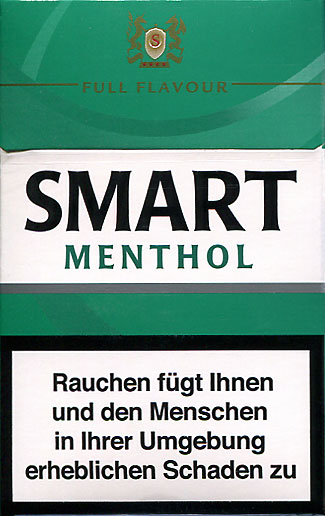 S
FULL FLAVOUR
SMART
MENTHOL
Rauchen fügt Ihnen
und den Menschen
in Ihrer Umgebung
erheblichen Schaden zu